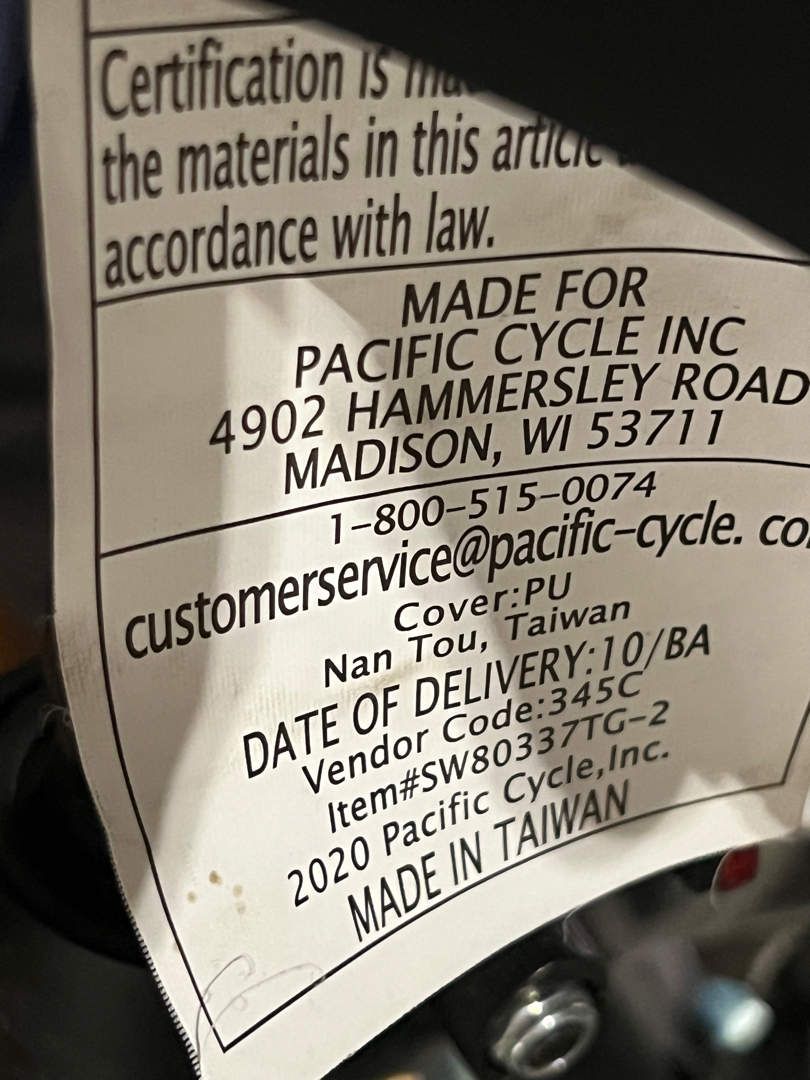 Certification is
the materials in this article
accordance with law.
MADE FOR
PACIFIC CYCLE INC
4902 HAMMERSLEY ROAD
MADISON, WI 53711
1-800-515-0074
customerservice@pacific-cycle. co
Cover:PU
Nan Tou, Taiwan
DATE OF DELIVERY:10/BA
Vendor Code:345C
Item#SW80337TG-2
2020 Pacific Cycle,Inc.
MADE IN TAIWAN